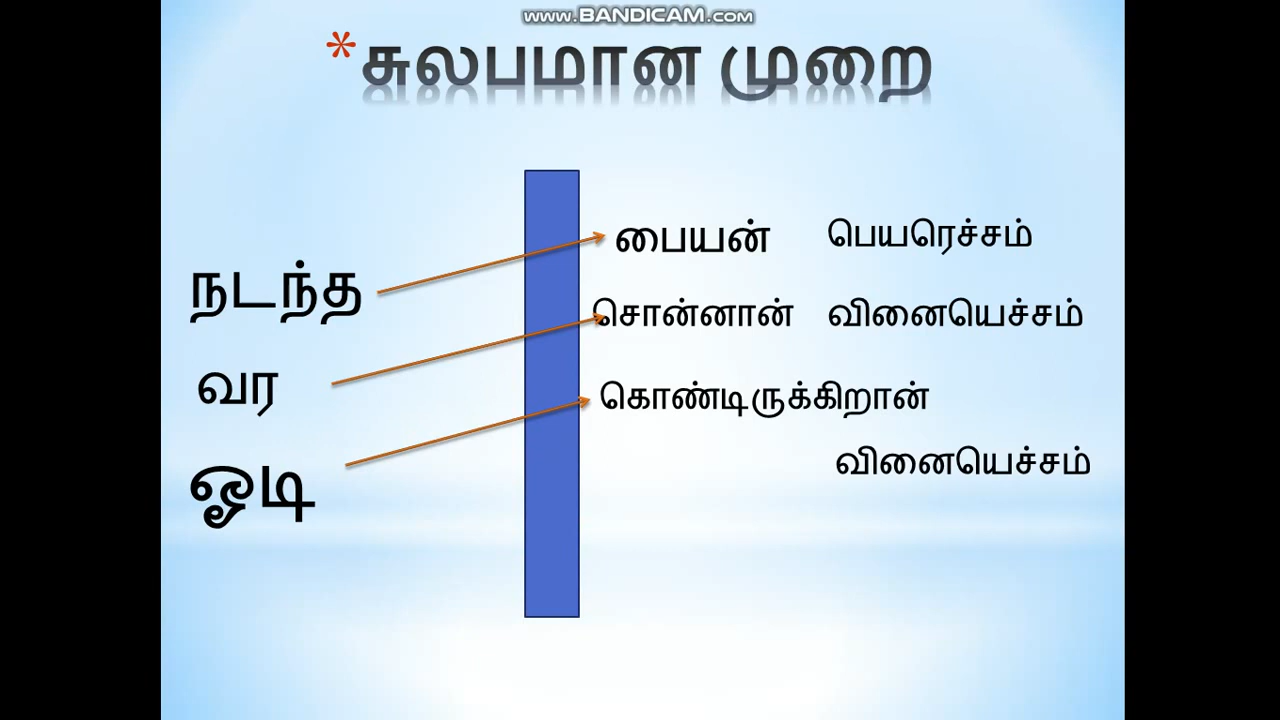 www.BANDICAM.com
*சுலபமான முறை
நடந்த பையன் பெயரெச்சம்
வர சொன்னான் வினையெச்சம்
ஓடி கொண்டிருக்கிறான்
வினையெச்சம்